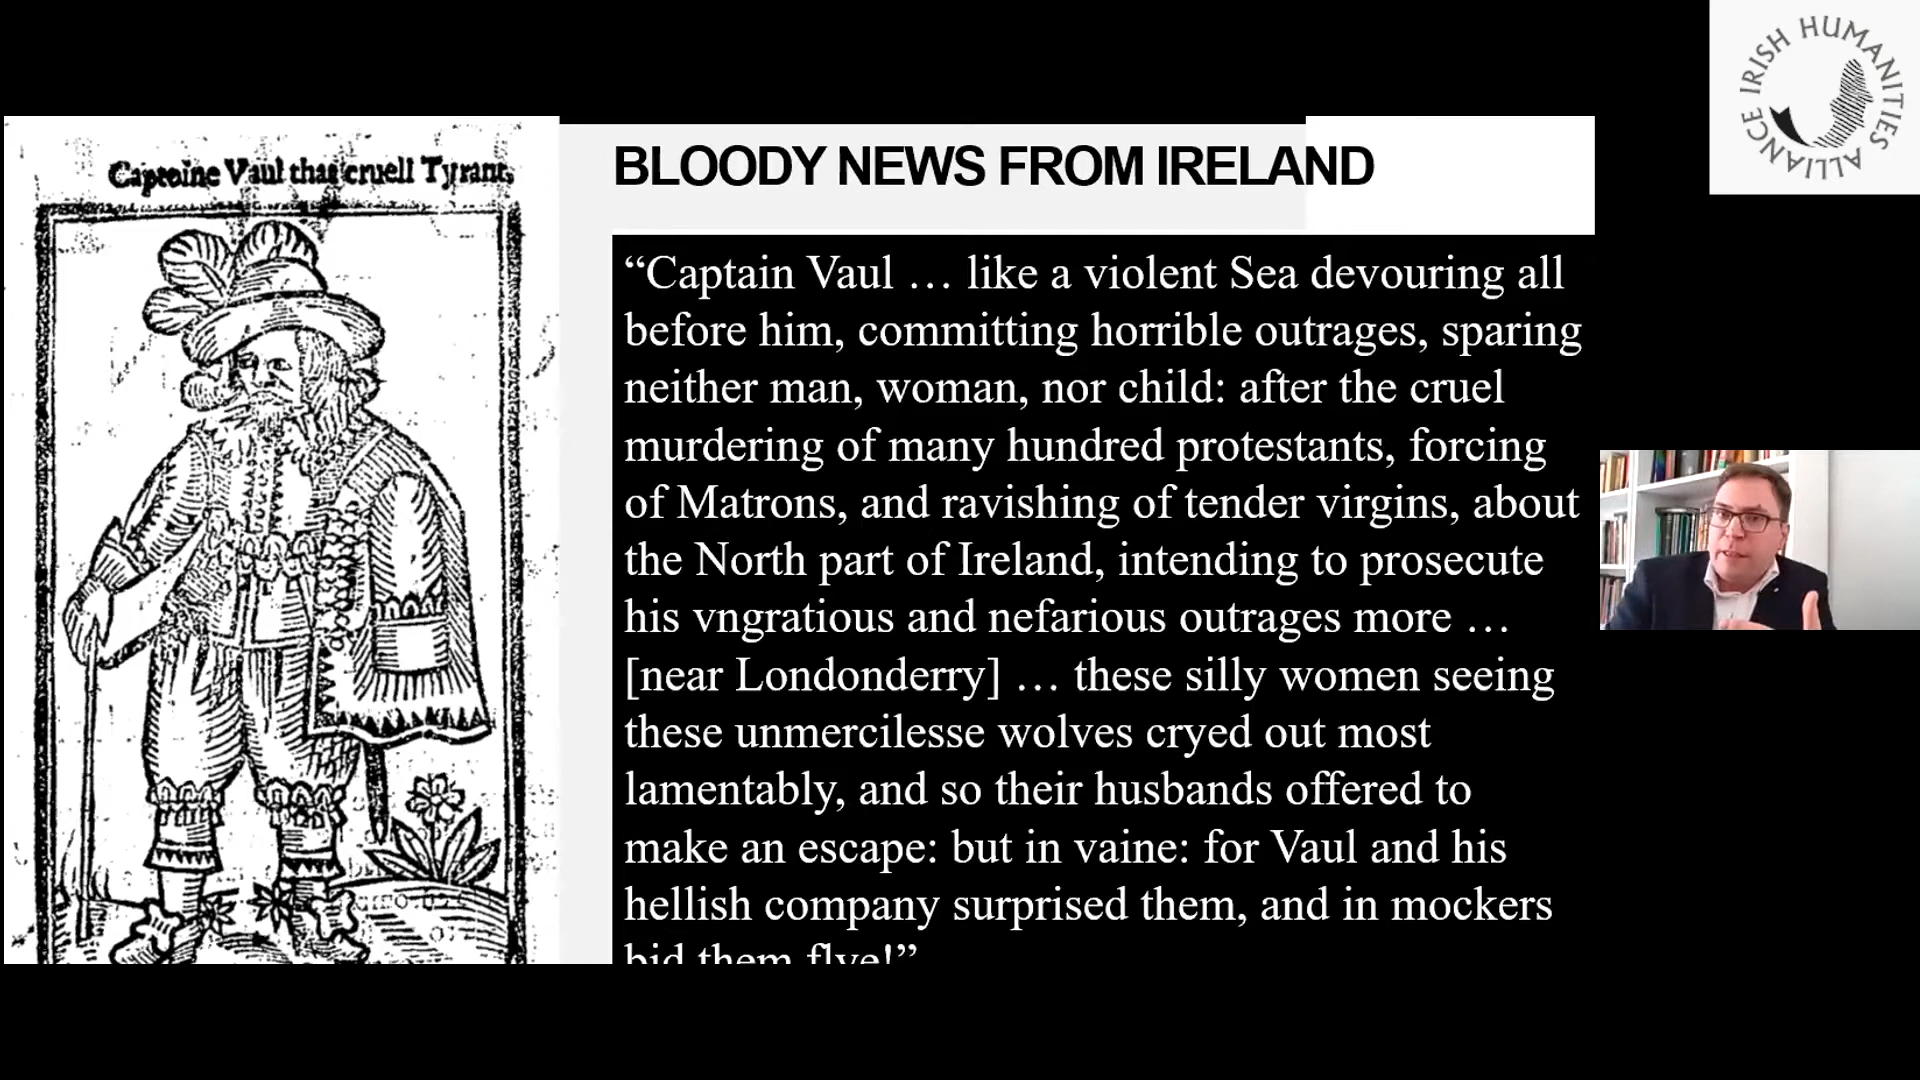 Captaine Vaul that cruell Tyrant,
BLOODY NEWS FROM IRELAND
“Captain Vaul … like a violent Sea devouring all
before him, committing horrible outrages, sparing
neither man, woman, nor child: after the cruel
murdering of many hundred protestants, forcing
of Matrons, and ravishing of tender virgins, about
the North part of Ireland, intending to prosecute
his vngratious and nefarious outrages more …
[near Londonderry] … these silly women seeing
these unmercilesse wolves cryed out most
lamentably, and so their husbands offered to
make an escape: but in vaine: for Vaul and his
hellish company surprised them, and in mockers
bid them flye!”
IRISH HUMANITIES ALLIANCE